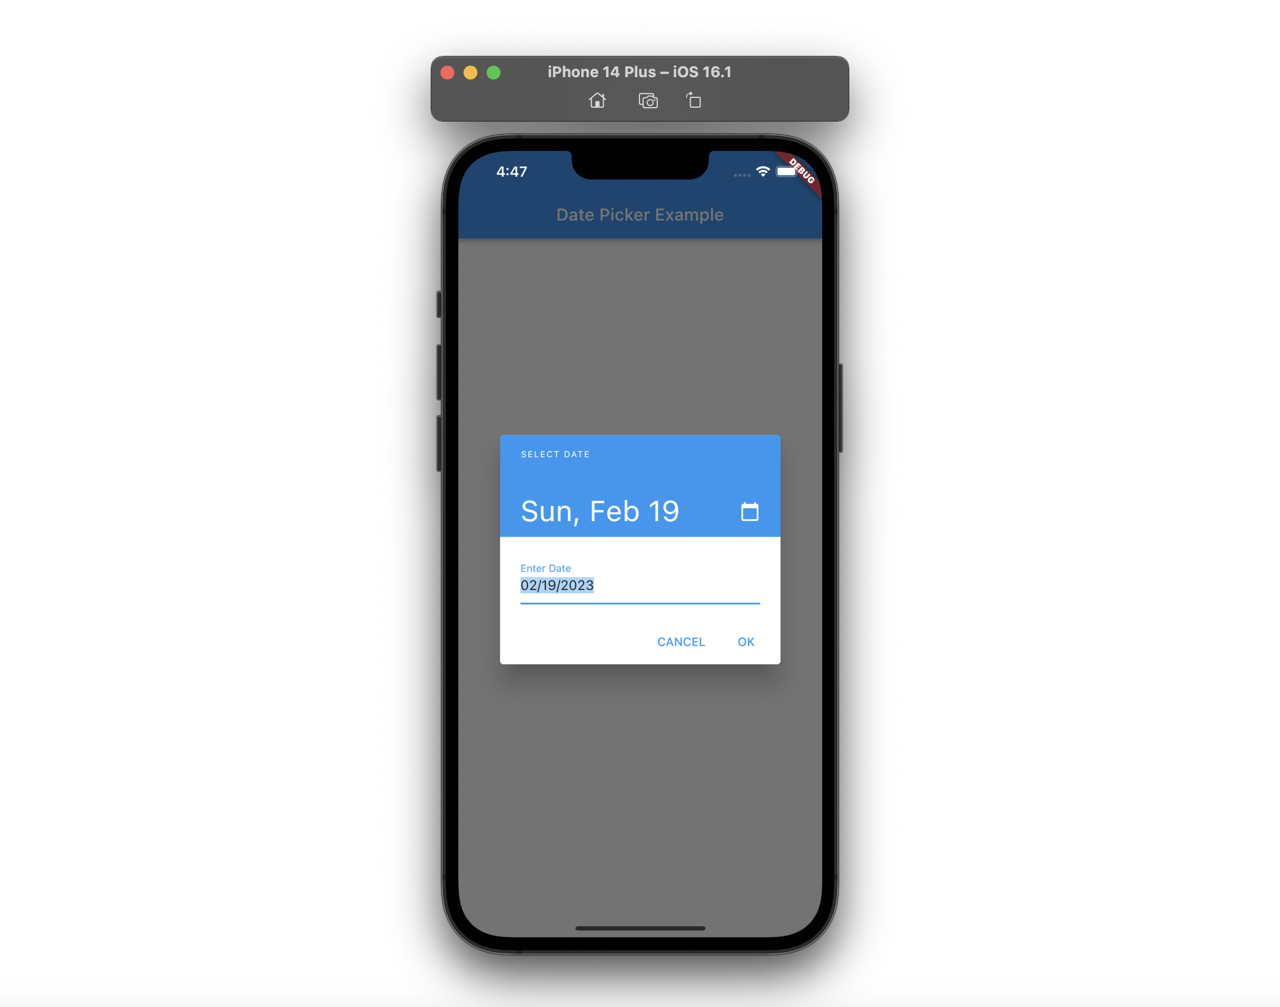 iPhone 14 Plus – iOS 16.1
4:47
DEBUG
Date Picker Example
SELECT DATE
Sun, Feb 19
Enter Date
02/19/2023
CANCEL OK